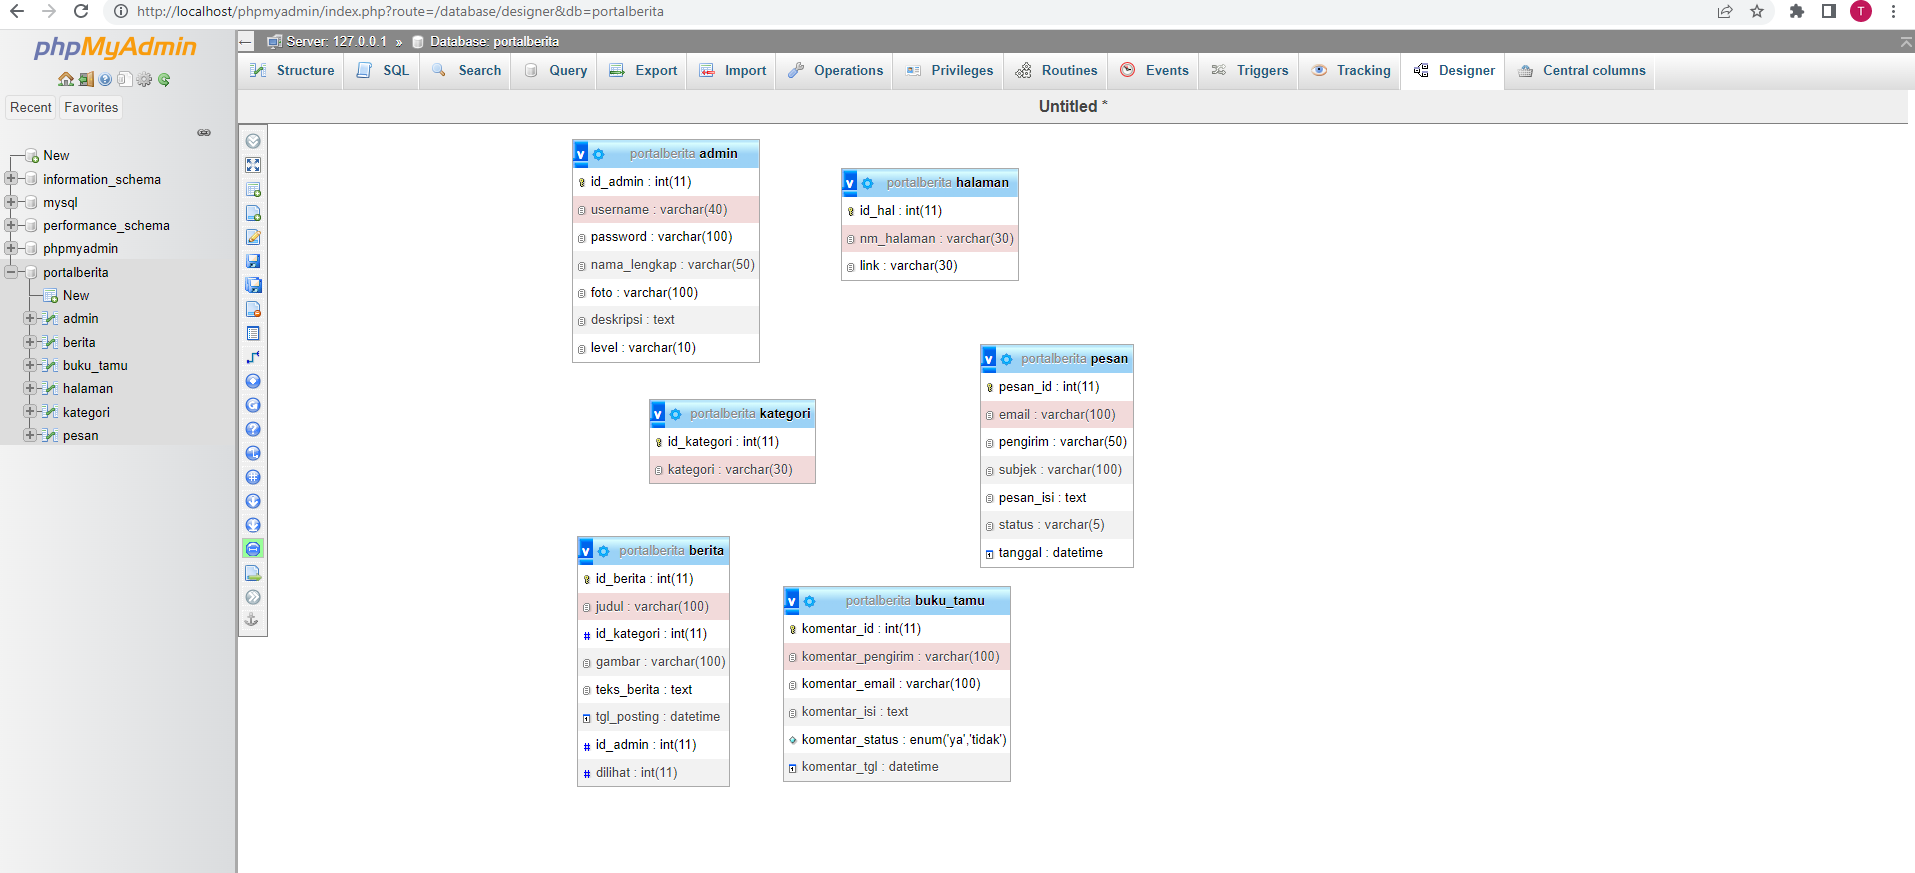 http://localhost/phpmyadmin/index.php?route=/database/designer&db=portalberita
T
phpMyAdmin
Recent Favorites
New
information_schema
mysql
performance_schema
phpmyadmin
portalberita
New
admin
berita
buku_tamu
halaman
kategori
pesan
Server: 127.0.0.1 » Database: portalberita
Structure SQL Search Query Export Import Operations Privileges Routines Events Triggers Tracking Designer Central columns
Untitled *
v portalberita admin
id_admin : int(11)
username : varchar(40)
password : varchar(100)
nama_lengkap : varchar(50)
foto : varchar(100)
deskripsi : text
level : varchar(10)
v portalberita halaman
id_hal : int(11)
nm_halaman : varchar(30)
link : varchar(30)
v portalberita pesan
pesan_id : int(11)
email : varchar(100)
pengirim : varchar(50)
subjek : varchar(100)
pesan_isi : text
status : varchar(5)
tanggal : datetime
v portalberita kategori
id_kategori : int(11)
kategori : varchar(30)
v portalberita berita
id_berita : int(11)
judul : varchar(100)
# id_kategori : int(11)
gambar : varchar(100)
teks_berita : text
tgl_posting : datetime
# id_admin : int(11)
# dilihat : int(11)
v portalberita buku_tamu
komentar_id : int(11)
komentar_pengirim : varchar(100)
komentar_email : varchar(100)
komentar_isi : text
komentar_status : enum('ya','tidak')
komentar_tgl : datetime